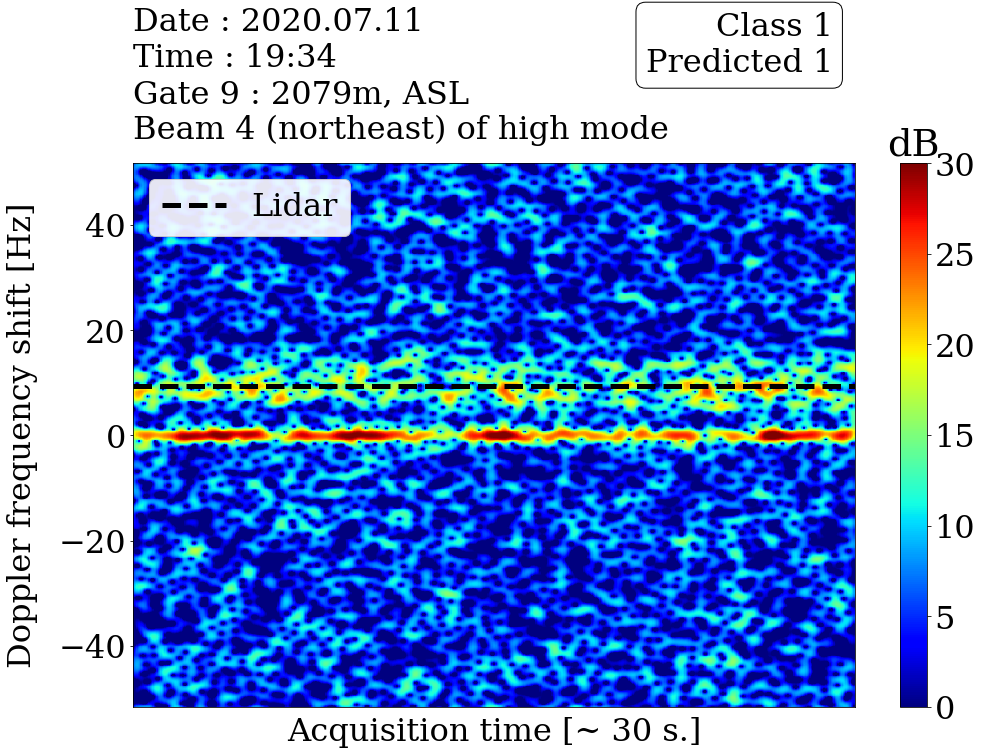 Date : 2020.07.11
Time : 19:34
Gate 9 : 2079m, ASL
Beam 4 (northeast) of high mode
Class 1
Predicted 1
dB
Lidar
Doppler frequency shift [Hz]
40
20
0
−20
−40
Acquisition time [~ 30 s.]
30
25
20
15
10
5
0